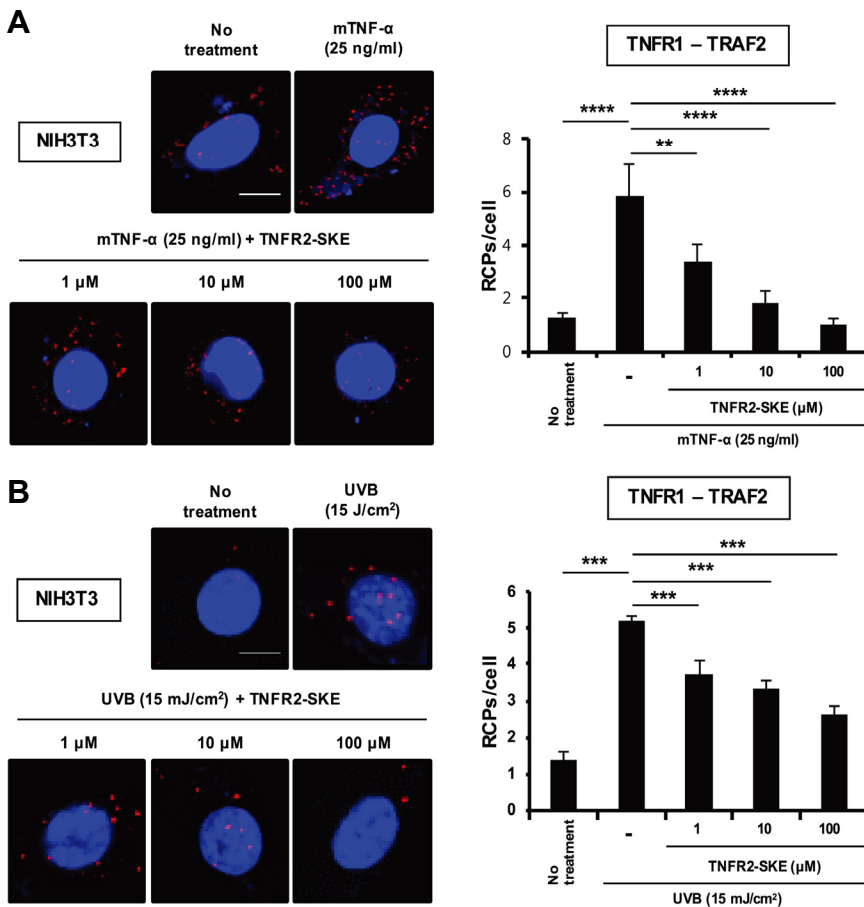 A
No
treatment
mTNF-α
(25 ng/ml)
NIH3T3
mTNF-α (25 ng/ml) + TNFR2-SKE
1 µM
10 µM
100 µM
TNFR1 – TRAF2
****
****
****
**
RCPs/cell
8
6
4
2
0
No
treatment
-
1
10
100
TNFR2-SKE (µM)
mTNF-α (25 ng/ml)
B
No
treatment
UVB
(15 J/cm²)
NIH3T3
UVB (15 mJ/cm²) + TNFR2-SKE
1 µM
10 µM
100 µM
TNFR1 – TRAF2
***
***
***
***
RCPs/cell
6
5
4
3
2
1
0
No
treatment
-
1
10
100
TNFR2-SKE (µM)
UVB (15 mJ/cm²)